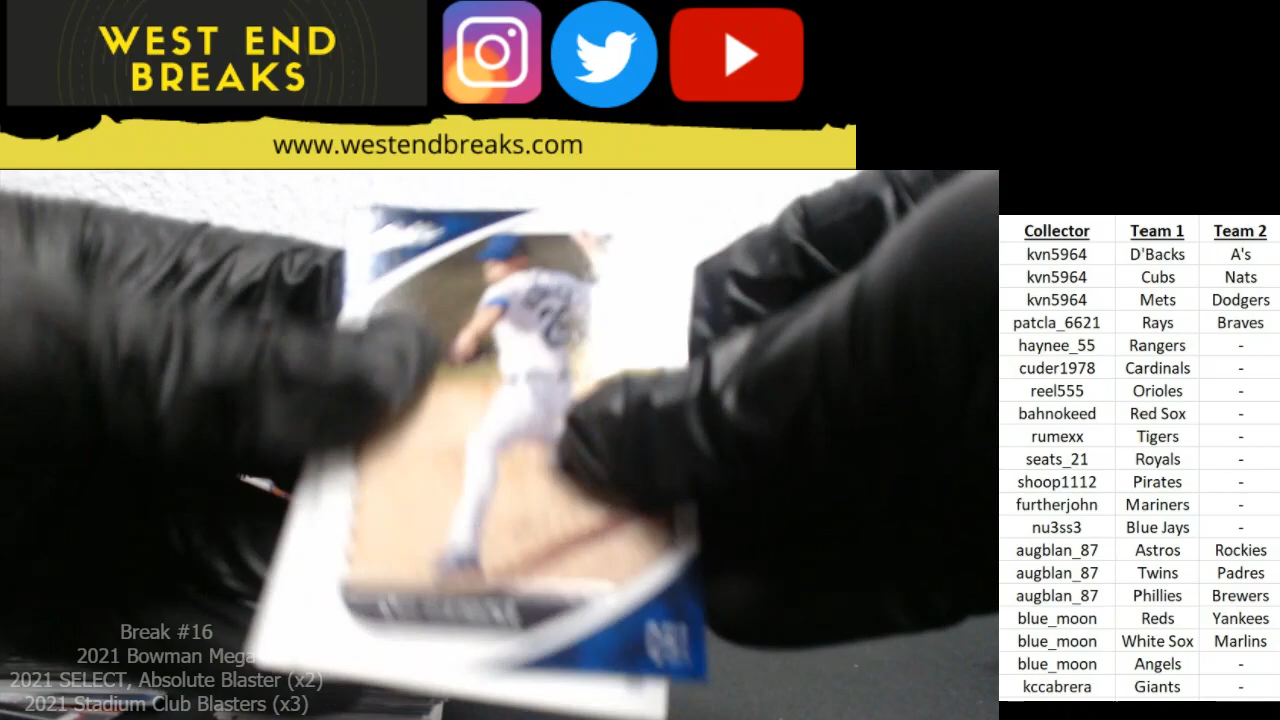 WEST END
BREAKS
www.westendbreaks.com
Collector Team 1 Team 2
kvn5964 D'Backs A's
kvn5964 Cubs Nats
kvn5964 Mets Dodgers
patcla_6621 Rays Braves
haynee_55 Rangers -
cuder1978 Cardinals -
reel555 Orioles -
bahnokeed Red Sox -
rumexx Tigers -
seats_21 Royals -
shoop1112 Pirates -
furtherjohn Mariners -
nu3ss3 Blue Jays -
augblan_87 Astros Rockies
augblan_87 Twins Padres
augblan_87 Phillies Brewers
blue_moon Reds Yankees
blue_moon White Sox Marlins
blue_moon Angels -
kccabrera Giants -
Break #16
2021 Bowman Mega
2021 SELECT, Absolute Blaster (x2)
2021 Stadium Club Blasters (x3)